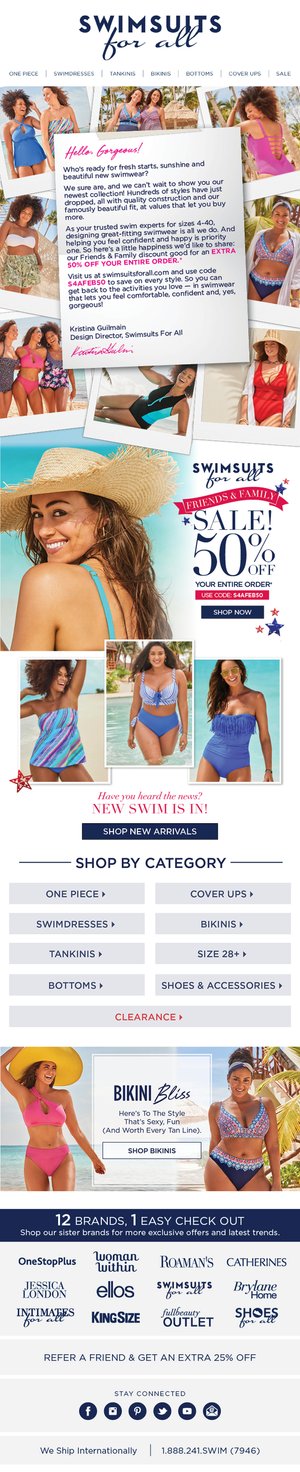 SWIMSUITS
for all
ONE PIECE | SWIMDRESSES | TANKINIS | BIKINIS | BOTTOMS | COVER UPS | SALE
Hello, Gorgeous!
Who's ready for fresh starts, sunshine and
beautiful new swimwear?
We sure are, and we can't wait to show you our
newest collection! Hundreds of styles have just
dropped, all with quality construction and our
famously beautiful fit, at values that let you buy
more.
As your trusted swim experts for sizes 4-40,
designing great-fitting swimwear is all we do. And
helping you feel confident and happy is priority
one. So here's a little happiness we'd like to share:
our Friends & Family discount good for an EXTRA
50% OFF YOUR ENTIRE ORDER.*
Visit us at swimsuitsforall.com and use code
S4AFEB50 to save on every style. So you can
get back to the activities you love — in swimwear
that lets you feel comfortable, confident and, yes,
gorgeous!
Kristina Guilmain
Design Director, Swimsuits For All
Kristina Guilmain
SWIMSUITS
for all
FRIENDS & FAMILY
SALE!
50% OFF
YOUR ENTIRE ORDER*
USE CODE: S4AFEB50
SHOP NOW
Have you heard the news?
NEW SWIM IS IN!
SHOP NEW ARRIVALS
SHOP BY CATEGORY
ONE PIECE
COVER UPS
SWIMDRESSES
BIKINIS
TANKINIS
SIZE 28+
BOTTOMS
SHOES & ACCESSORIES
CLEARANCE
BIKINI Bliss
Here's To The Style
That's Sexy, Fun
(And Worth Every Tan Line).
SHOP BIKINIS
12 BRANDS, 1 EASY CHECK OUT
Shop our sister brands for more exclusive offers and latest trends.
OneStopPlus
woman
within
ROAMAN'S
CATHERINES
JESSICA
LONDON
ellos
SWIMSUITS
for all
Brylane
Home
INTIMATES
for all
KINGSIZE
fullbeauty
OUTLET
SHOES
for all
REFER A FRIEND & GET AN EXTRA 25% OFF
STAY CONNECTED
We Ship Internationally | 1.888.241.SWIM (7946)